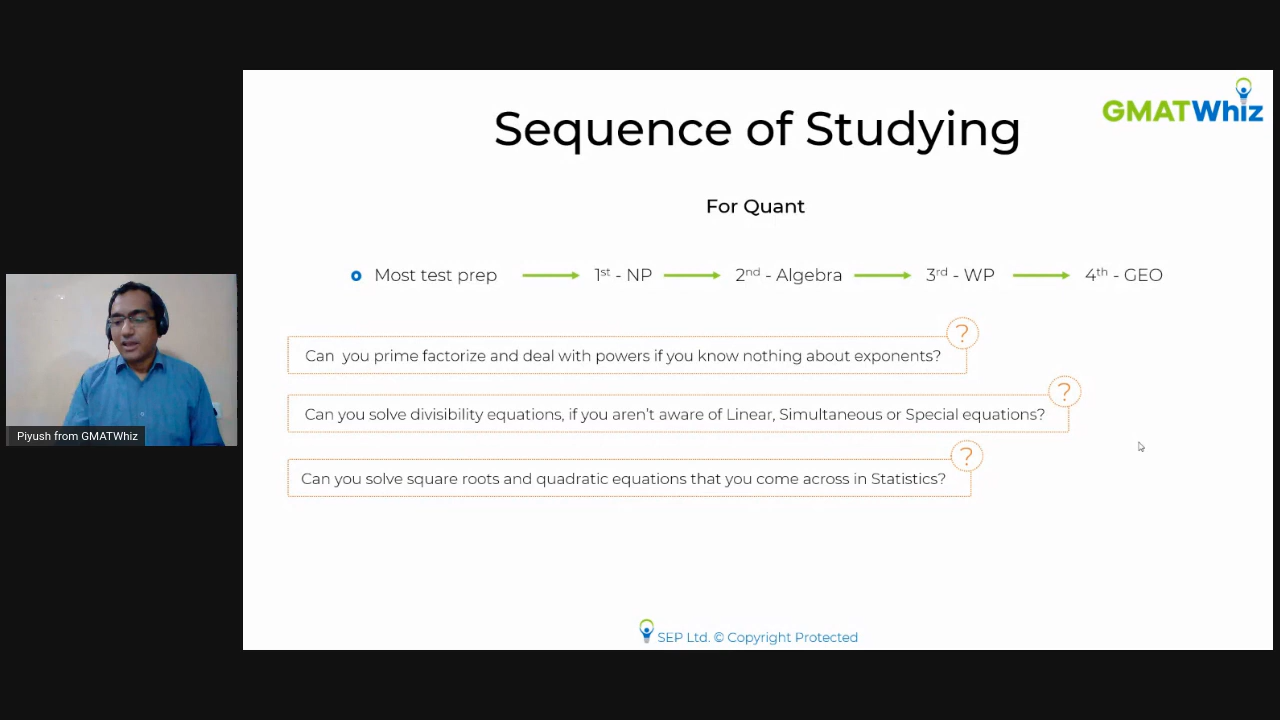 GMATWhiz
Sequence of Studying
For Quant
Most test prep 1st - NP 2nd - Algebra 3rd - WP 4th - GEO
?
Can you prime factorize and deal with powers if you know nothing about exponents?
?
Can you solve divisibility equations, if you aren't aware of Linear, Simultaneous or Special equations?
?
Can you solve square roots and quadratic equations that you come across in Statistics?
Piyush from GMATWhiz
SEP Ltd. © Copyright Protected